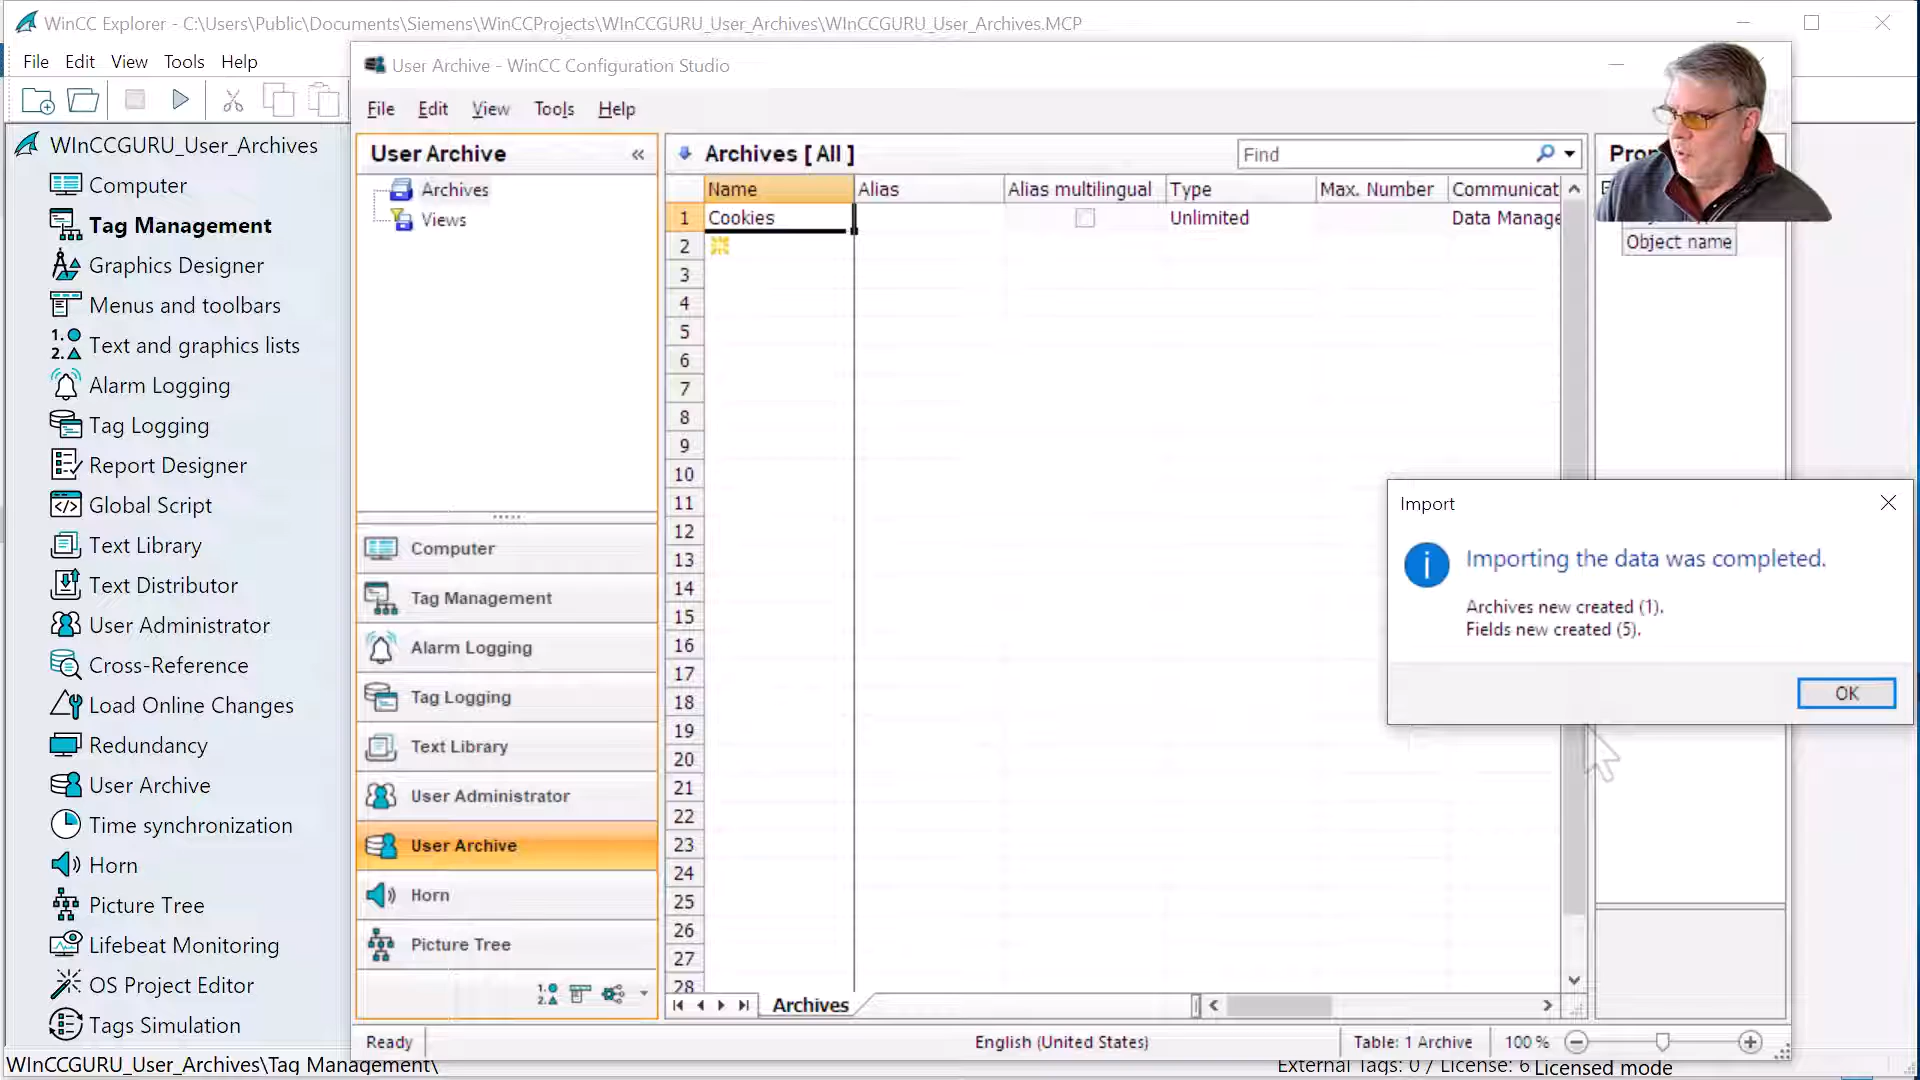 WinCC Explorer - C:\Users\Public\Documents\Siemens\WinCCProjects\WInCCGURU_User_Archives\WInCCGURU_User_Archives.MCP
File Edit View Tools Help
WInCCGURU_User_Archives
Computer
Tag Management
Graphics Designer
Menus and toolbars
Text and graphics lists
Alarm Logging
Tag Logging
Report Designer
Global Script
Text Library
Text Distributor
User Administrator
Cross-Reference
Load Online Changes
Redundancy
User Archive
Time synchronization
Horn
Picture Tree
Lifebeat Monitoring
OS Project Editor
Tags Simulation
WInCCGURU_User_Archives\Tag Management\
External Tags: 0 / License: 6 Licensed mode
User Archive - WinCC Configuration Studio
File Edit View Tools Help
User Archive «
Archives
Views
Computer
Tag Management
Alarm Logging
Tag Logging
Text Library
User Administrator
User Archive
Horn
Picture Tree
Archives [ All ]
Find
Name Alias Alias multilingual Type Max. Number Communicat
1 Cookies Unlimited Data Manage
2
3
4
5
6
7
8
9
10
11
12
13
14
15
16
17
18
19
20
21
22
23
24
25
26
27
28
Archives
Object name
Import
Importing the data was completed.
Archives new created (1).
Fields new created (5).
OK
Ready English (United States) Table: 1 Archive 100 %